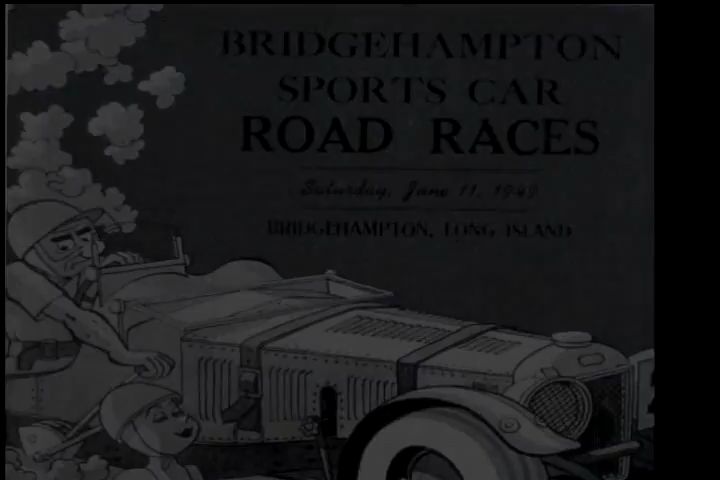 BRIDGEHAMPTON
SPORTS CAR
ROAD RACES
Saturday, June 11, 1949
BRIDGEHAMPTON, LONG ISLAND